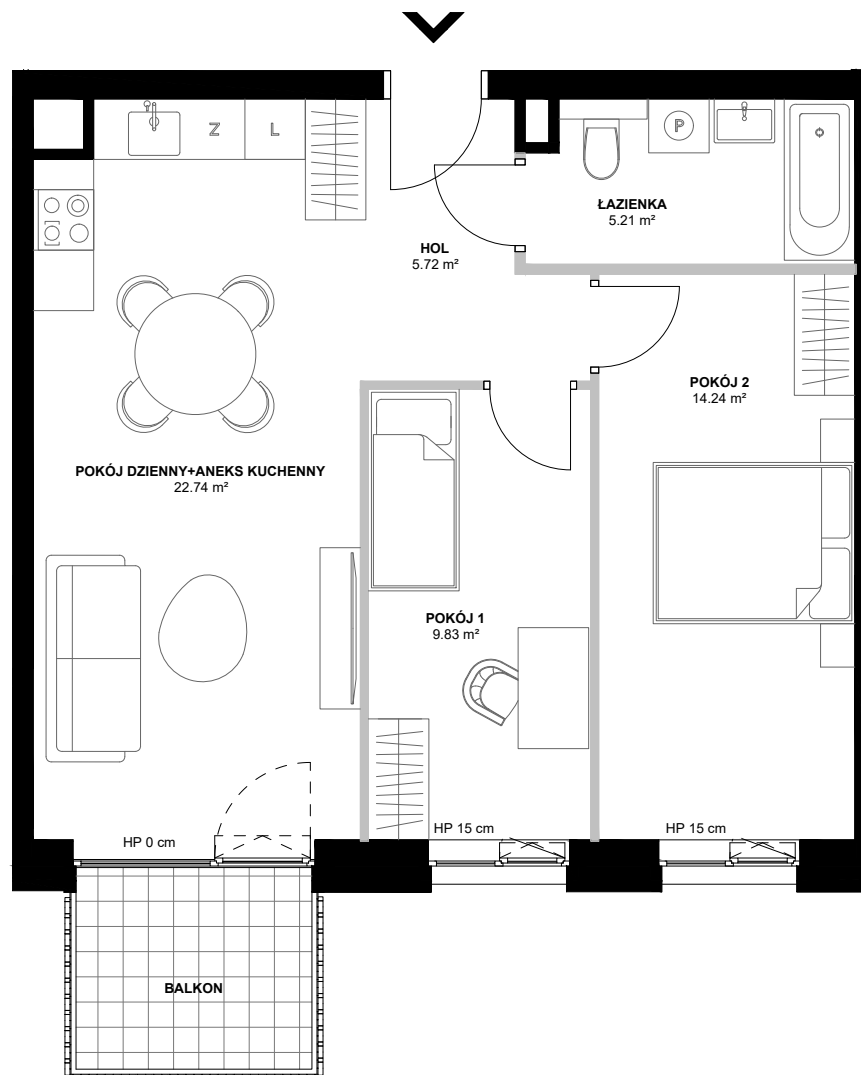 Z
L
P
ŁAZIENKA
5.21 m²
HOL
5.72 m²
POKÓJ 2
14.24 m²
POKÓJ DZIENNY+ANEKS KUCHENNY
22.74 m²
POKÓJ 1
9.83 m²
HP 0 cm
HP 15 cm
HP 15 cm
BALKON